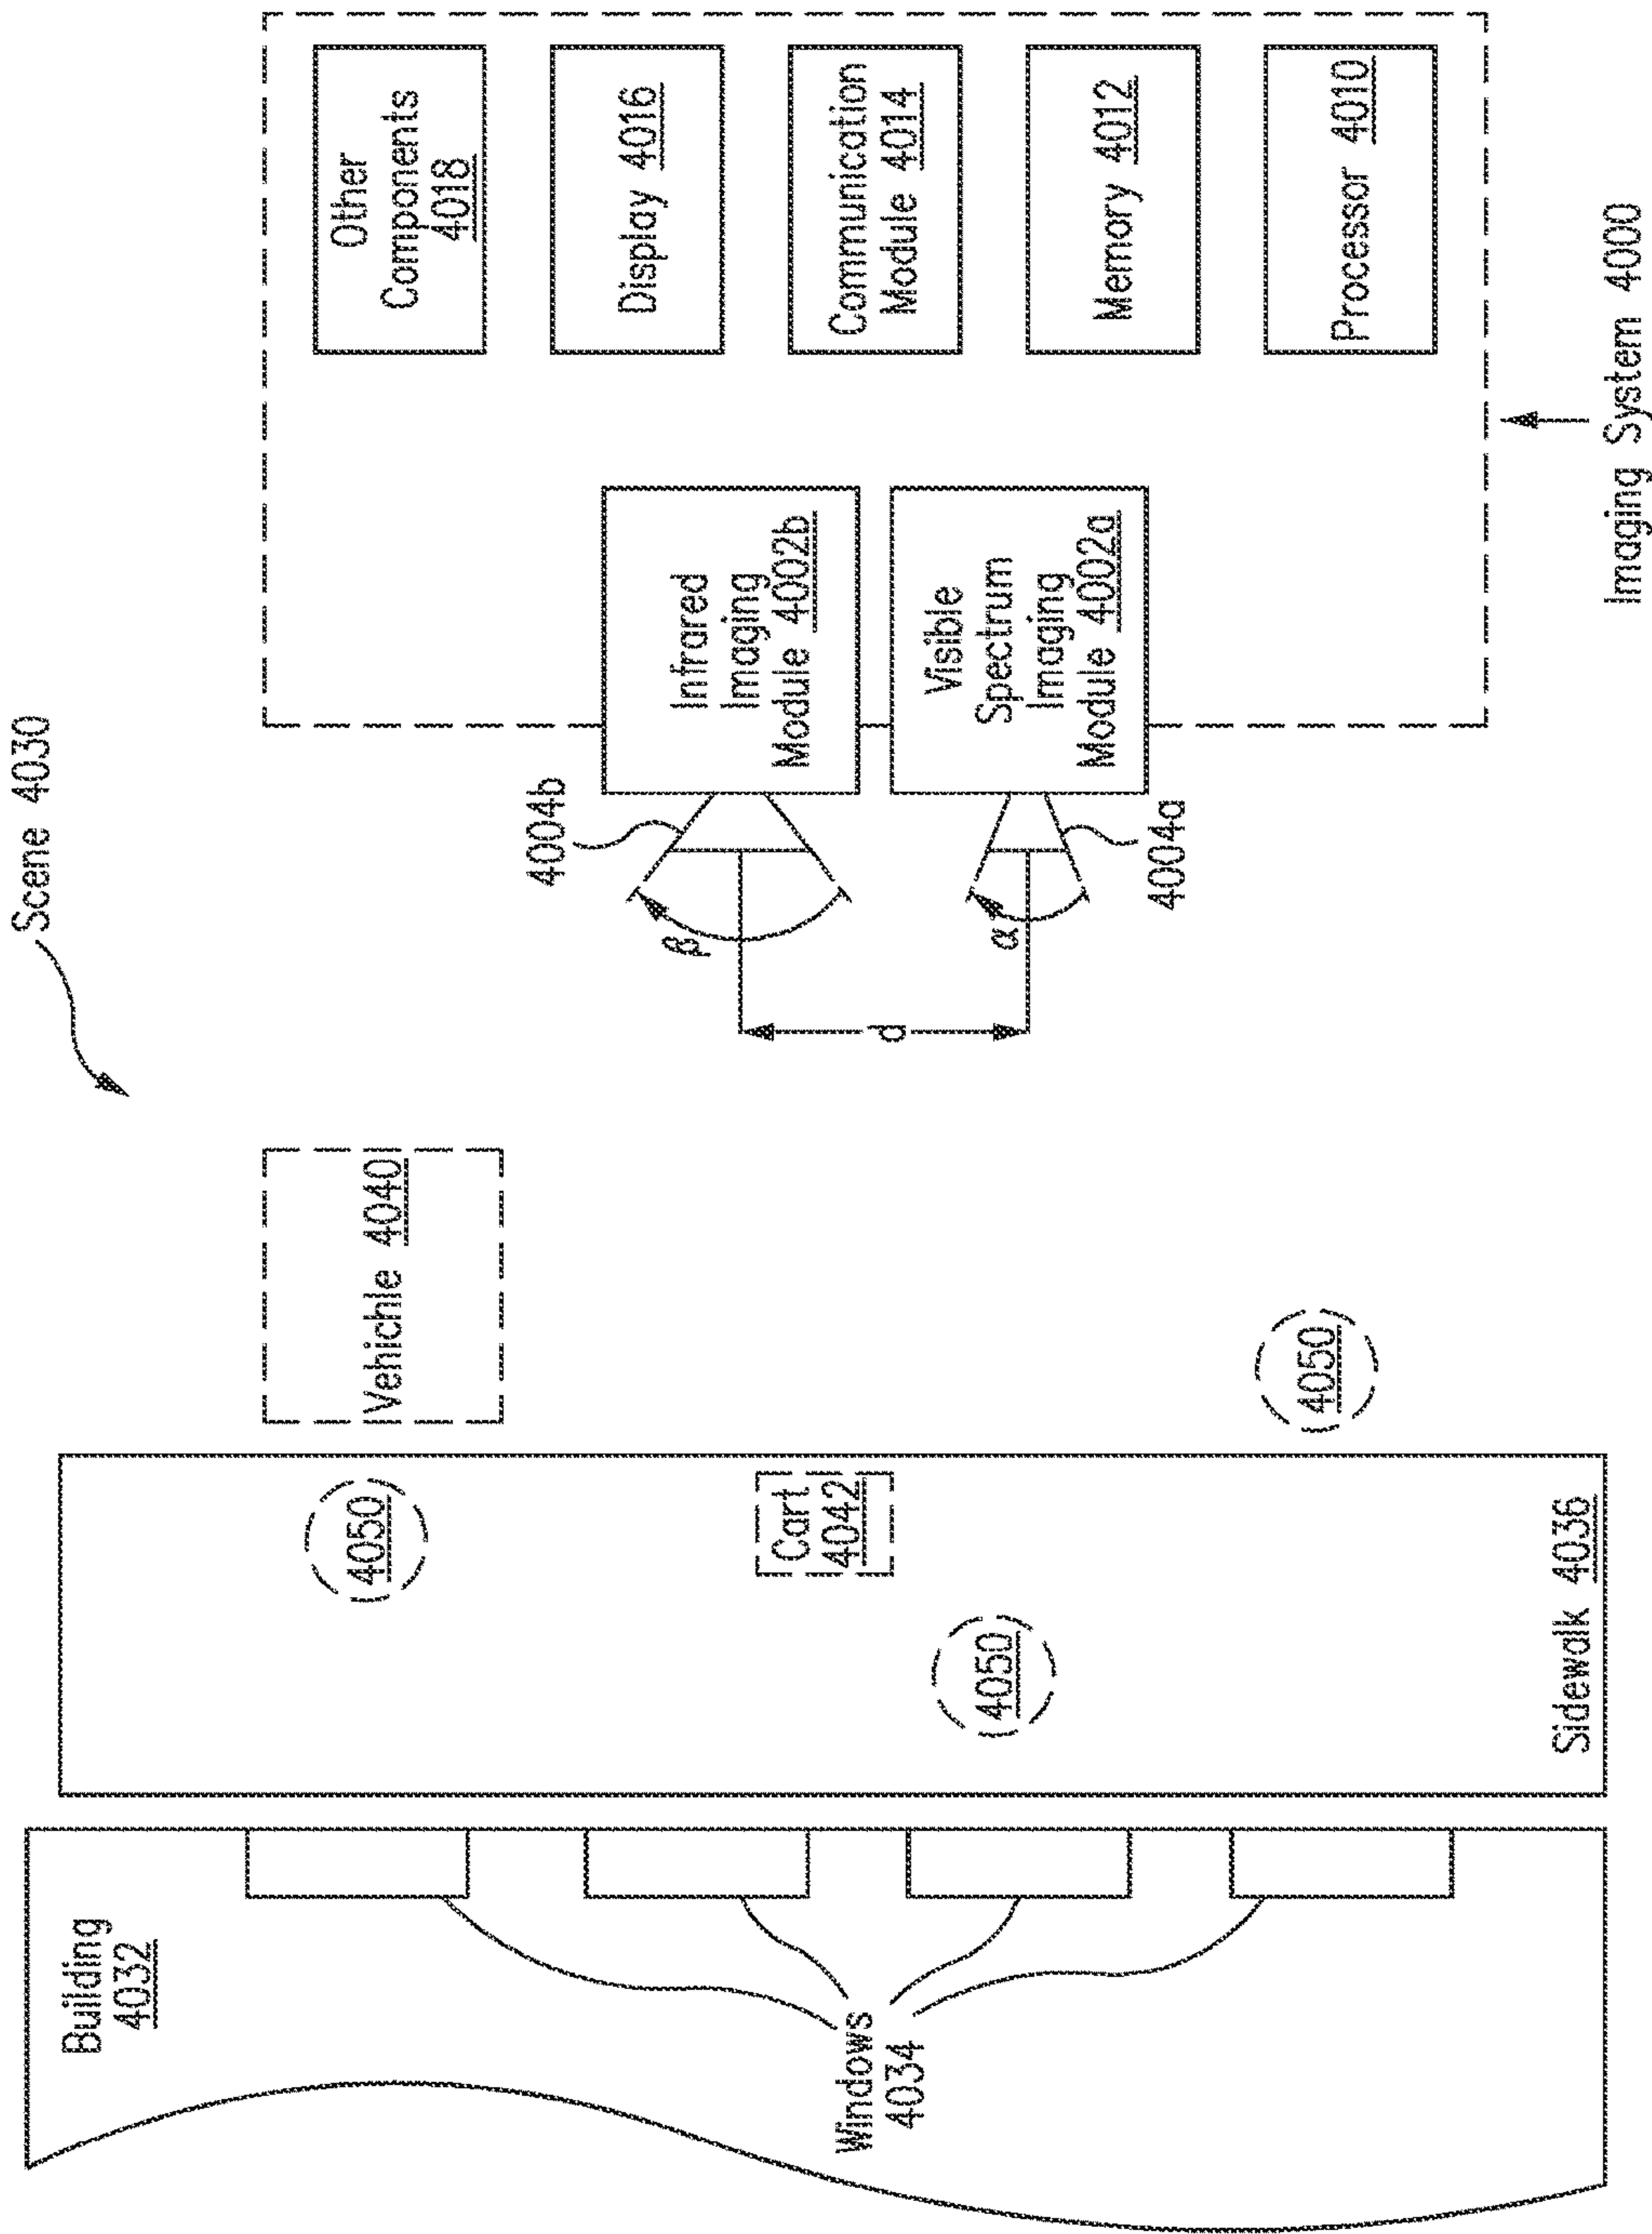 Scene 4030
Building
4032
Windows
4034
Sidewalk 4036
4050
4050
Cart
4042
4050
Vehichle 4040
d
β
α
4004b
4004a
Infrared
Imaging
Module 4002b
Visible
Spectrum
Imaging
Module 4002a
Other
Components
4018
Display 4016
Communication
Module 4014
Memory 4012
Processor 4010
Imaging System 4000